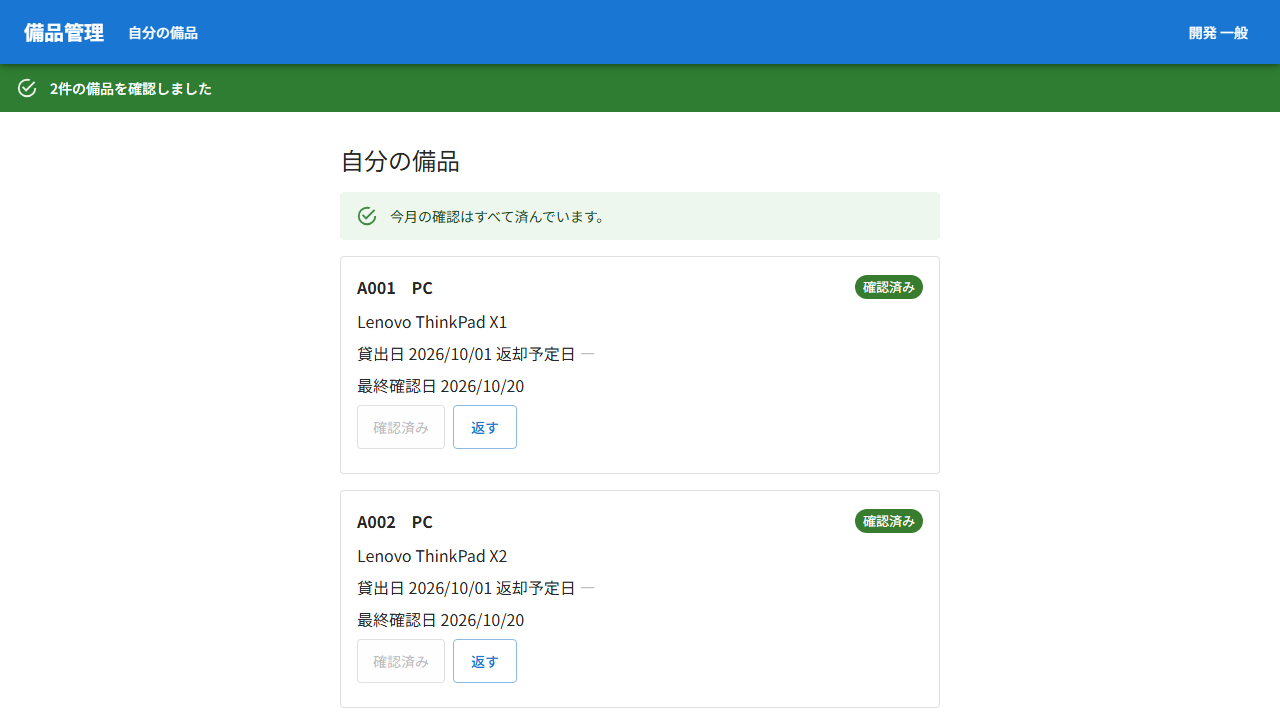 備品管理 自分の備品 開発 一般
2件の備品を確認しました
自分の備品
今月の確認はすべて済んでいます。
A001 PC 確認済み
Lenovo ThinkPad X1
貸出日 2026/10/01 返却予定日 —
最終確認日 2026/10/20
確認済み 返す
A002 PC 確認済み
Lenovo ThinkPad X2
貸出日 2026/10/01 返却予定日 —
最終確認日 2026/10/20
確認済み 返す